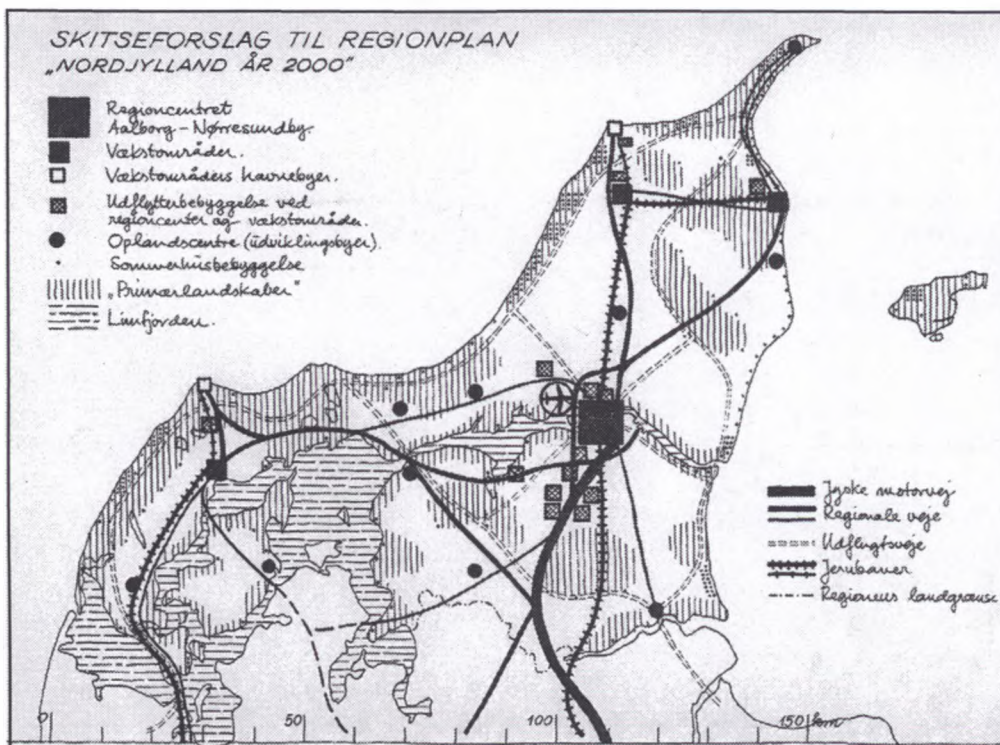 SKITSEFORSLAG TIL REGIONPLAN
„NORDJYLLAND ÅR 2000"
Regioncentret
Aalborg – Nørresundby.
Vækstområder.
Vækstområders havnebyer.
Udflytterbebyggelse ved
regioncenter og vækstområder
Oplandscentre (udviklingsbyer)
Sommerhusbebyggelse
„Primærlandskaber"
Limfjorden.
Jyske motorvej
Regionale veje
Udflugtsveje
Jernbaner
Regionens landgrænse
0 50 100 150 km